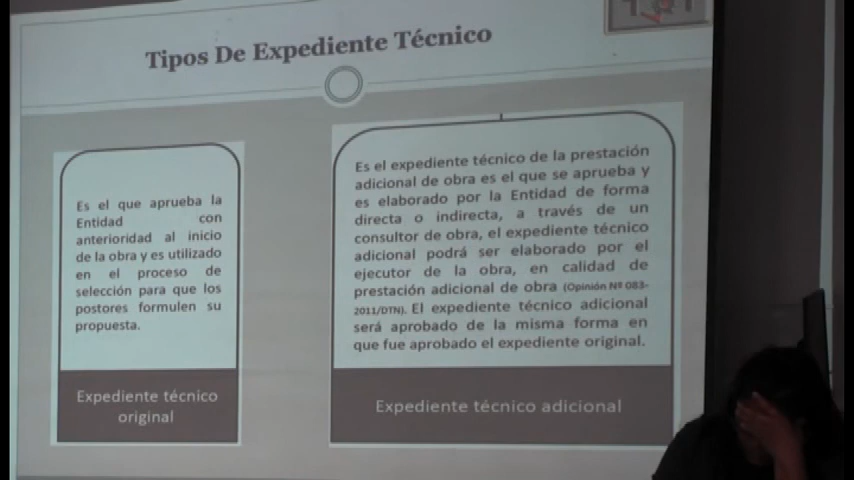 Tipos De Expediente Técnico
Es el que aprueba la
Entidad con
anterioridad al inicio
de la obra y es utilizado
en el proceso de
selección para que los
postores formulen su
propuesta.
Expediente técnico
original
Es el expediente técnico de la prestación
adicional de obra es el que se aprueba y
es elaborado por la Entidad de forma
directa o indirecta, a través de un
consultor de obra, el expediente técnico
adicional podrá ser elaborado por el
ejecutor de la obra, en calidad de
prestación adicional de obra (Opinión Nº 083-
2011/DTN). El expediente técnico adicional
será aprobado de la misma forma en
que fue aprobado el expediente original.
Expediente técnico adicional